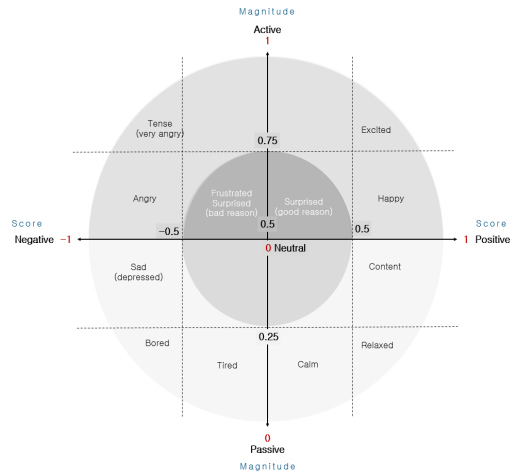 Magnitude
Active
1
Tense
(very angry)
Excited
0.75
Frustrated
Surprised
(bad reason)
Surprised
(good reason)
Angry
Happy
Score
Score
−0.5
0.5
0.5
Negative −1
1 Positive
0 Neutral
Sad
(depressed)
Content
0.25
Bored
Relaxed
Tired
Calm
0
Passive
Magnitude